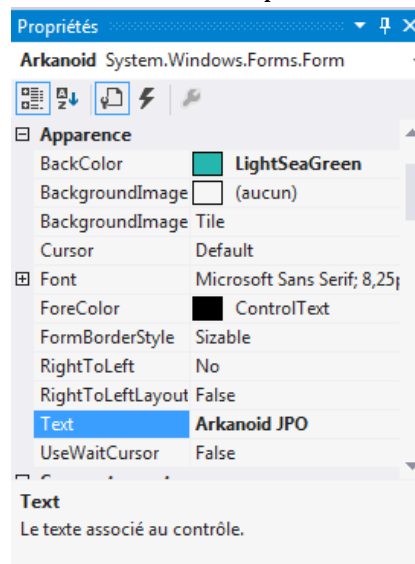 Propriétés
Arkanoid System.Windows.Forms.Form
Apparence
BackColor LightSeaGreen
BackgroundImage (aucun)
BackgroundImage Tile
Cursor Default
Font Microsoft Sans Serif; 8,25p
ForeColor ControlText
FormBorderStyle Sizable
RightToLeft No
RightToLeftLayout False
Text Arkanoid JPO
UseWaitCursor False
Text
Le texte associé au contrôle.